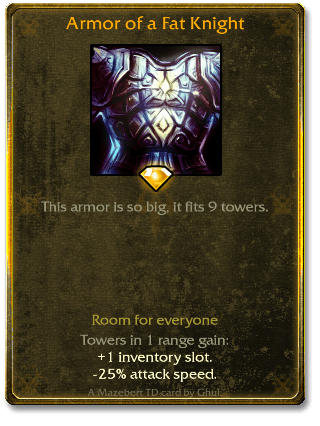 Armor of a Fat Knight
This armor is so big, it fits 9 towers.
Room for everyone
Towers in 1 range gain:
+1 inventory slot.
-25% attack speed.
A Mazebert TD card by Ghul.